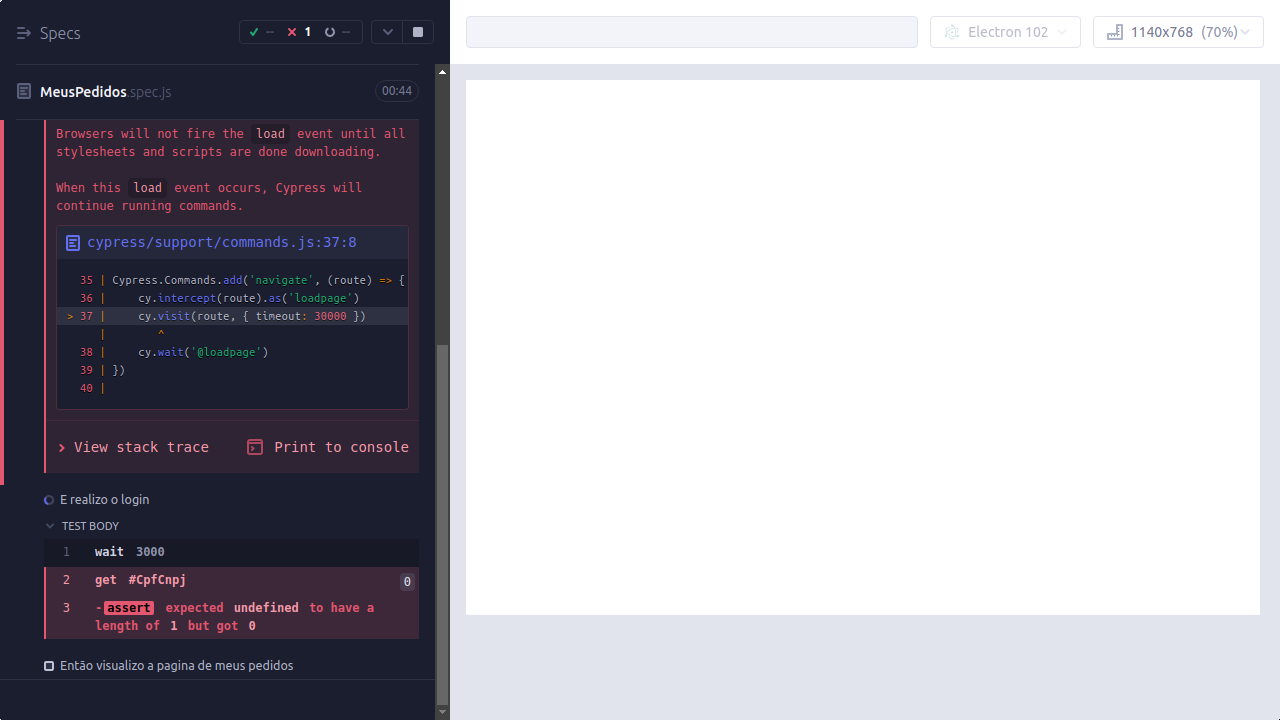 Specs
-- 1 --
Electron 102
1140x768 (70%)
MeusPedidos.spec.js
00:44
Browsers will not fire the load event until all
stylesheets and scripts are done downloading.
When this load event occurs, Cypress will
continue running commands.
cypress/support/commands.js:37:8
35 | Cypress.Commands.add('navigate', (route) => {
36 |     cy.intercept(route).as('loadpage')
> 37 |     cy.visit(route, { timeout: 30000 })
|        ^
38 |     cy.wait('@loadpage')
39 | })
40 |
View stack trace
Print to console
E realizo o login
TEST BODY
1 wait 3000
2 get #CpfCnpj 0
3 -assert expected undefined to have a
length of 1 but got 0
Então visualizo a pagina de meus pedidos